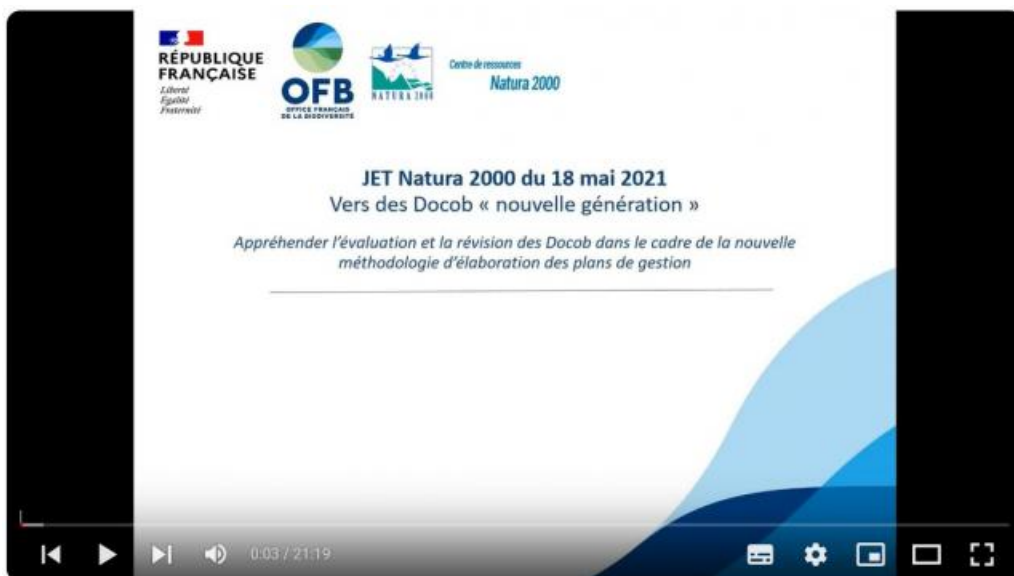 RÉPUBLIQUE
FRANÇAISE
Liberté
Égalité
Fraternité
OFB
OFFICE FRANÇAIS
DE LA BIODIVERSITÉ
NATURA 2000
Centre de ressources
Natura 2000
JET Natura 2000 du 18 mai 2021
Vers des Docob « nouvelle génération »
Appréhender l'évaluation et la révision des Docob dans le cadre de la nouvelle
méthodologie d'élaboration des plans de gestion
0:03 / 21:19